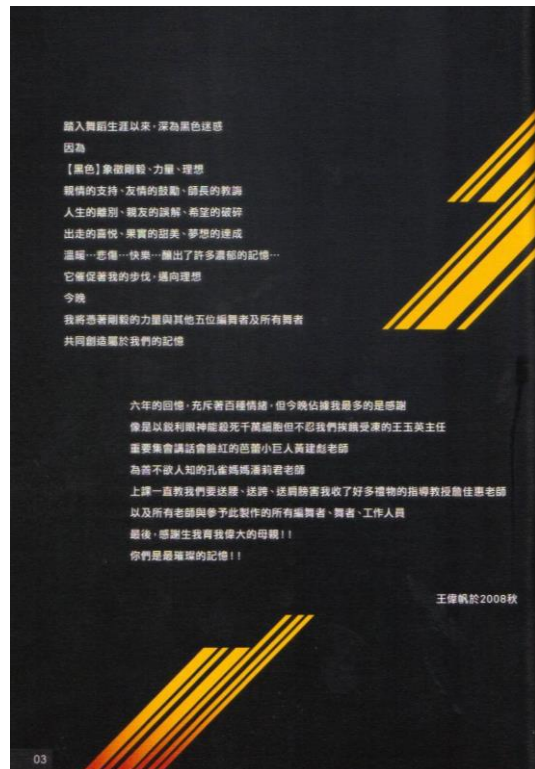 踏入舞蹈生涯以來，深為黑色迷惑
因為
【黑色】象徵剛毅、力量、理想
親情的支持、友情的鼓勵、師長的教誨
人生的離別、親友的誤解、希望的破碎
出走的喜悅、果實的甜美、夢想的達成
溫暖…悲傷…快樂…釀出了許多濃郁的記憶…
它催促著我的步伐，邁向理想
今晚
我將憑著剛毅的力量與其他五位編舞者及所有舞者
共同創造屬於我們的記憶
六年的回憶，充斥著百種情緒，但今晚佔據我最多的是感謝
像是以銳利眼神能殺死千萬細胞但不忍我們挨餓受凍的王玉英主任
重要集會講話會臉紅的芭蕾小巨人黃建彪老師
為善不欲人知的孔雀媽媽潘莉君老師
上課一直教我們要送腰、送跨、送肩膀害我收了好多禮物的指導教授詹佳惠老師
以及所有老師與參予此製作的所有編舞者、舞者、工作人員
最後，感謝生我育我偉大的母親！！
你們是最璀璨的記憶！！
王偉帆於2008秋
03